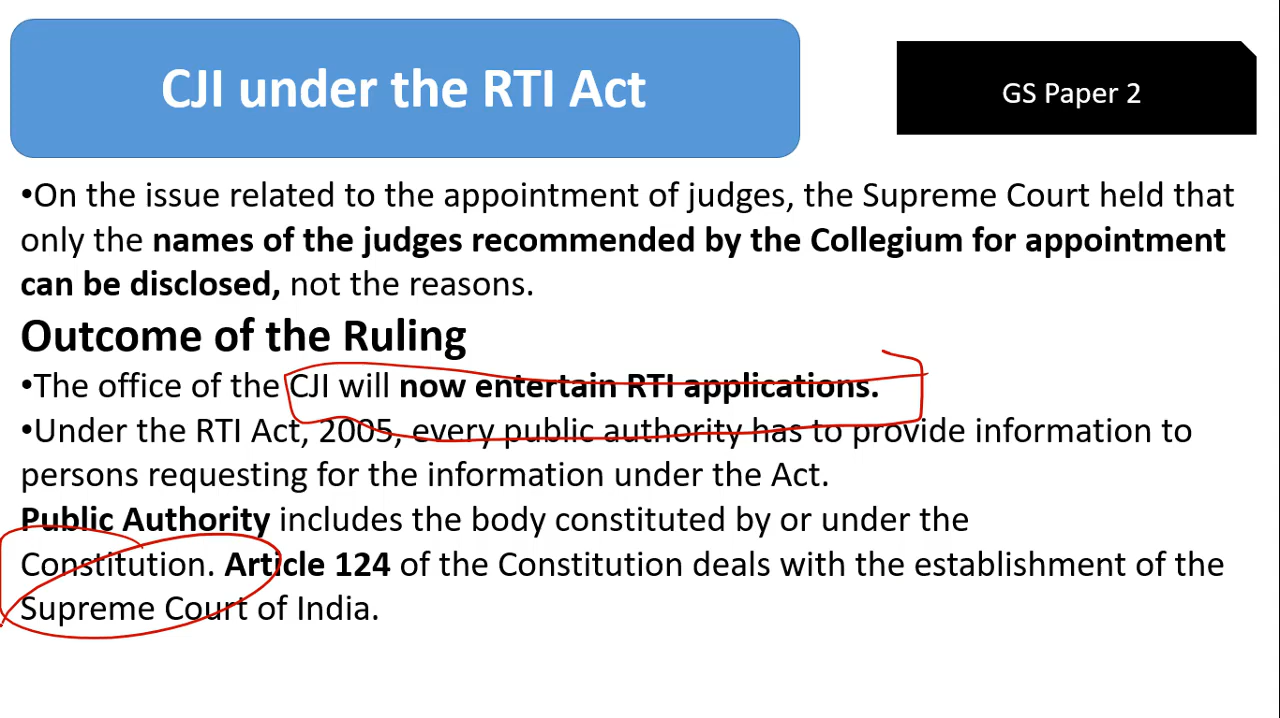 CJI under the RTI Act
GS Paper 2
•On the issue related to the appointment of judges, the Supreme Court held that
only the names of the judges recommended by the Collegium for appointment
can be disclosed, not the reasons.
Outcome of the Ruling
•The office of the CJI will now entertain RTI applications.
•Under the RTI Act, 2005, every public authority has to provide information to
persons requesting for the information under the Act.
Public Authority includes the body constituted by or under the
Constitution. Article 124 of the Constitution deals with the establishment of the
Supreme Court of India.